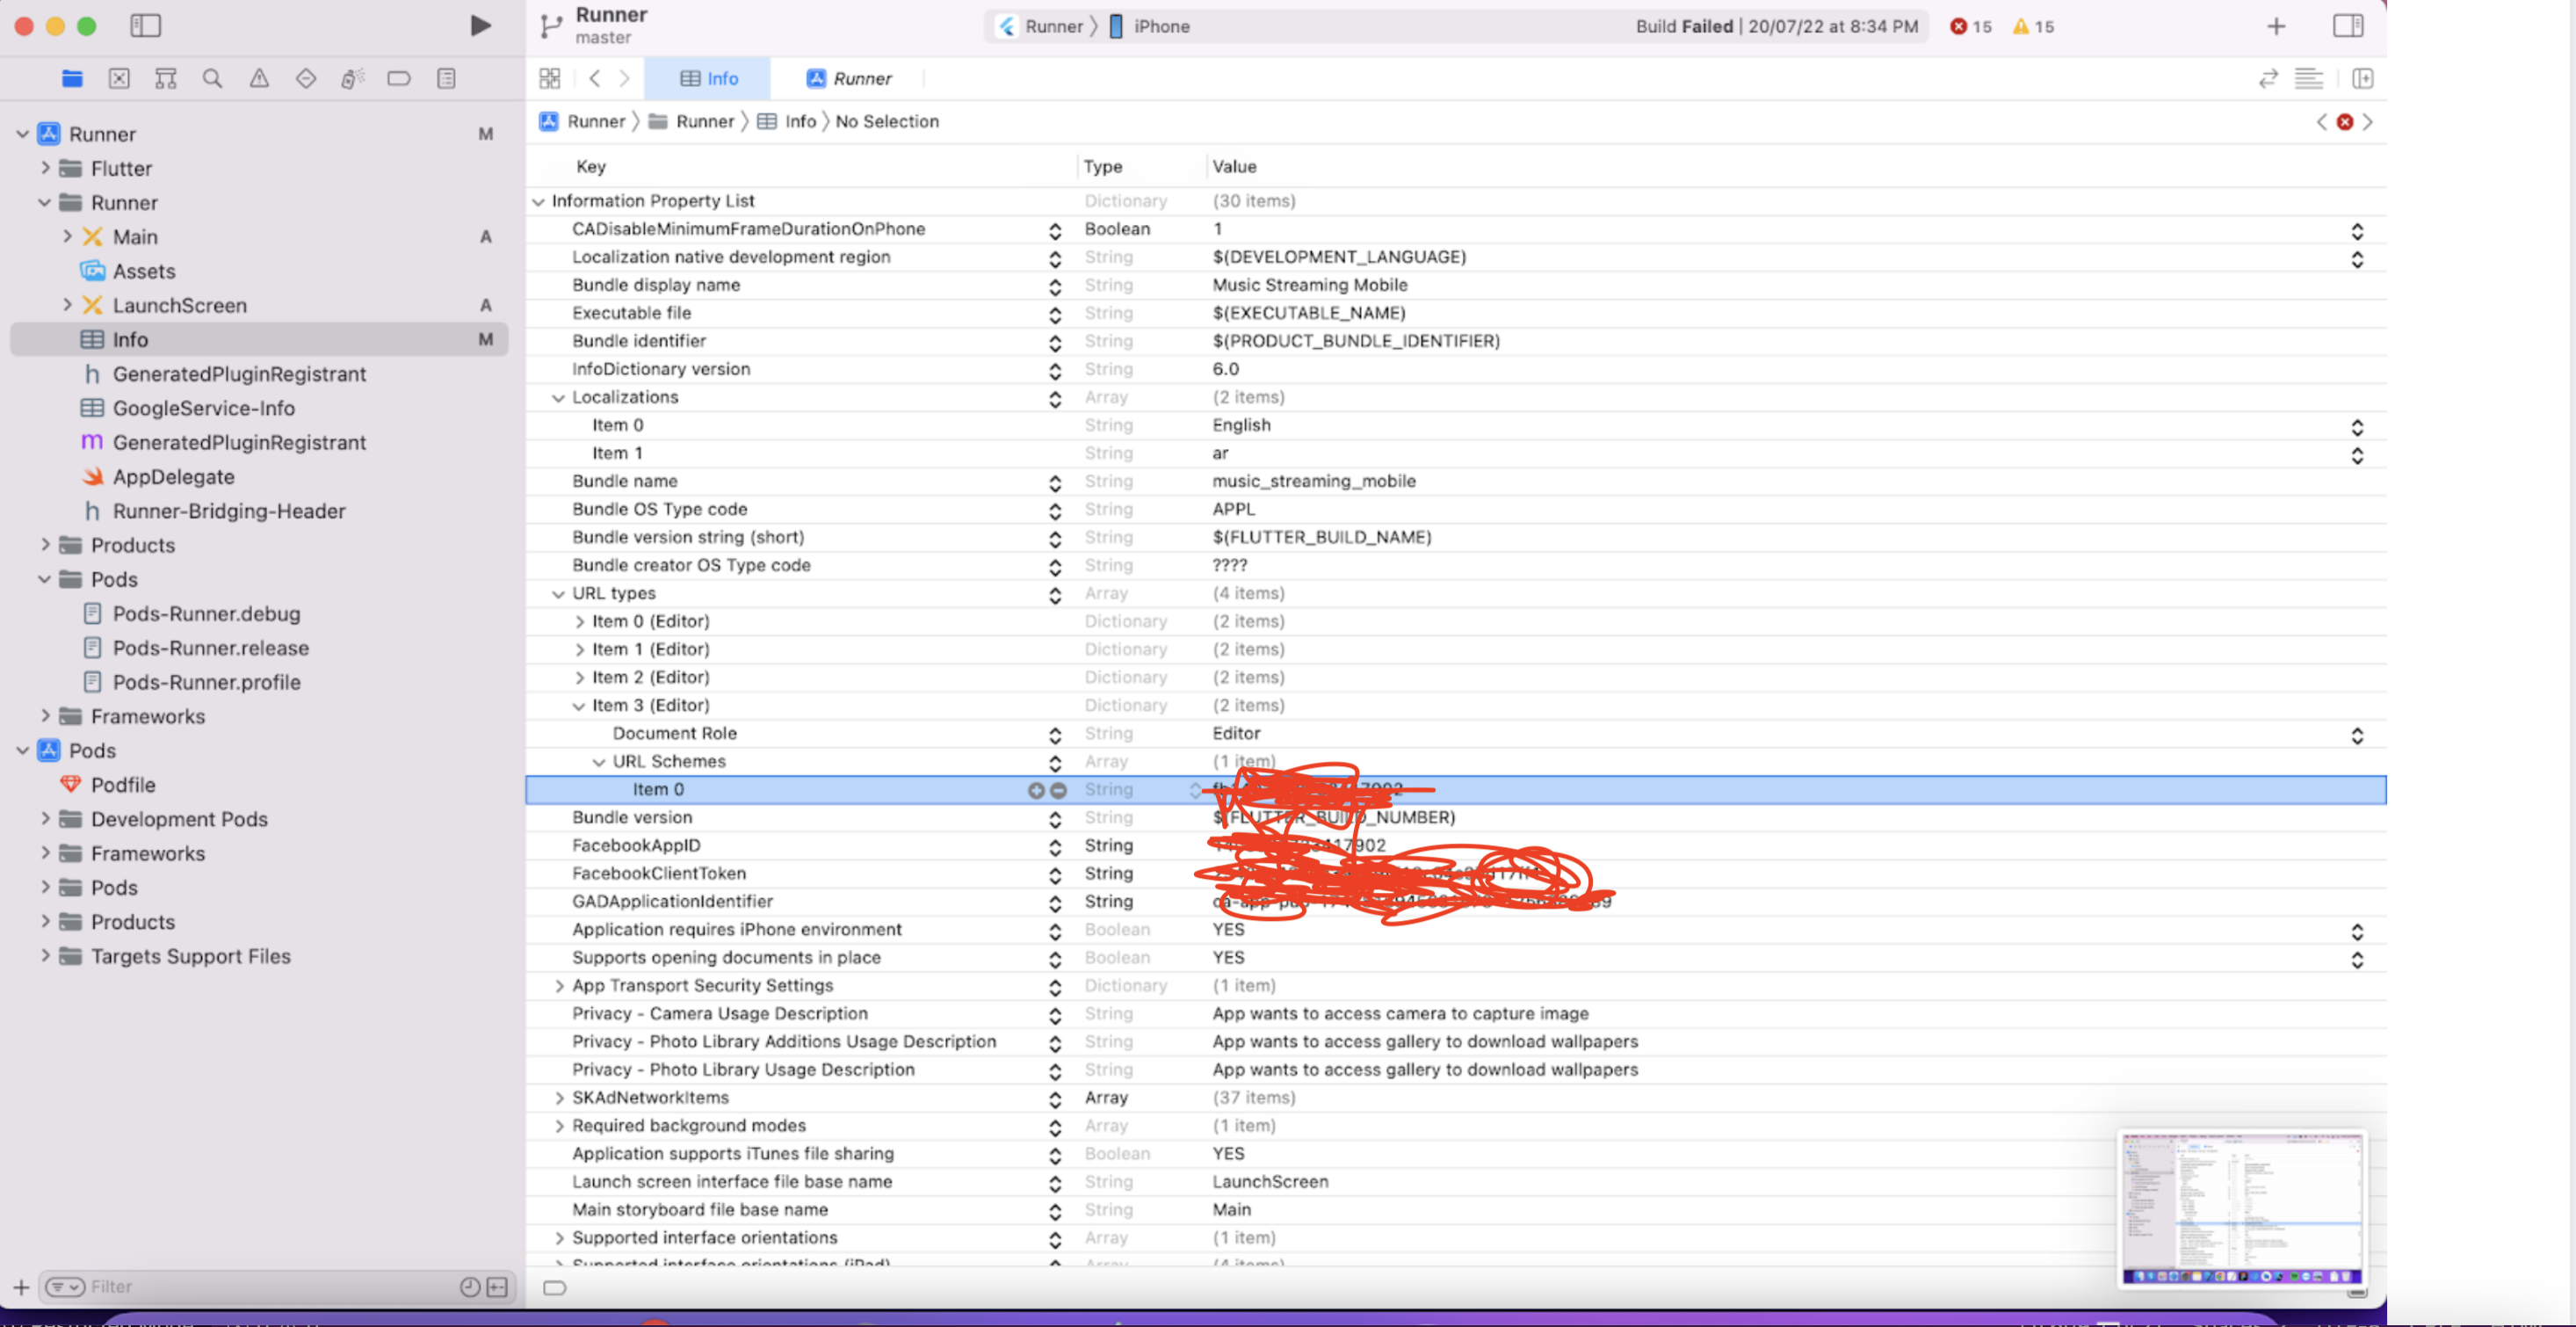 Runner
master
Runner 〉 iPhone
Build Failed | 20/07/22 at 8:34 PM
15
15
Info
Runner
Runner 〉 Runner 〉 Info 〉 No Selection
Runner M
Flutter
Runner
Main A
Assets
LaunchScreen A
Info M
GeneratedPluginRegistrant
GoogleService-Info
GeneratedPluginRegistrant
AppDelegate
Runner-Bridging-Header
Products
Pods
Pods-Runner.debug
Pods-Runner.release
Pods-Runner.profile
Frameworks
Pods
Podfile
Development Pods
Frameworks
Pods
Products
Targets Support Files
Filter
Key Type Value
Information Property List Dictionary (30 items)
CADisableMinimumFrameDurationOnPhone Boolean 1
Localization native development region String $(DEVELOPMENT_LANGUAGE)
Bundle display name String Music Streaming Mobile
Executable file String $(EXECUTABLE_NAME)
Bundle identifier String $(PRODUCT_BUNDLE_IDENTIFIER)
InfoDictionary version String 6.0
Localizations Array (2 items)
Item 0 String English
Item 1 String ar
Bundle name String music_streaming_mobile
Bundle OS Type code String APPL
Bundle version string (short) String $(FLUTTER_BUILD_NAME)
Bundle creator OS Type code String ????
URL types Array (4 items)
Item 0 (Editor) Dictionary (2 items)
Item 1 (Editor) Dictionary (2 items)
Item 2 (Editor) Dictionary (2 items)
Item 3 (Editor) Dictionary (2 items)
Document Role String Editor
URL Schemes Array (1 item)
Item 0 String
Bundle version String $(FLUTTER_BUILD_NUMBER)
FacebookAppID String
FacebookClientToken String
GADApplicationIdentifier String
Application requires iPhone environment Boolean YES
Supports opening documents in place Boolean YES
App Transport Security Settings Dictionary (1 item)
Privacy - Camera Usage Description String App wants to access camera to capture image
Privacy - Photo Library Additions Usage Description String App wants to access gallery to download wallpapers
Privacy - Photo Library Usage Description String App wants to access gallery to download wallpapers
SKAdNetworkItems Array (37 items)
Required background modes Array (1 item)
Application supports iTunes file sharing Boolean YES
Launch screen interface file base name String LaunchScreen
Main storyboard file base name String Main
Supported interface orientations Array (1 item)
Supported interface orientations (iPad) Array (4 items)